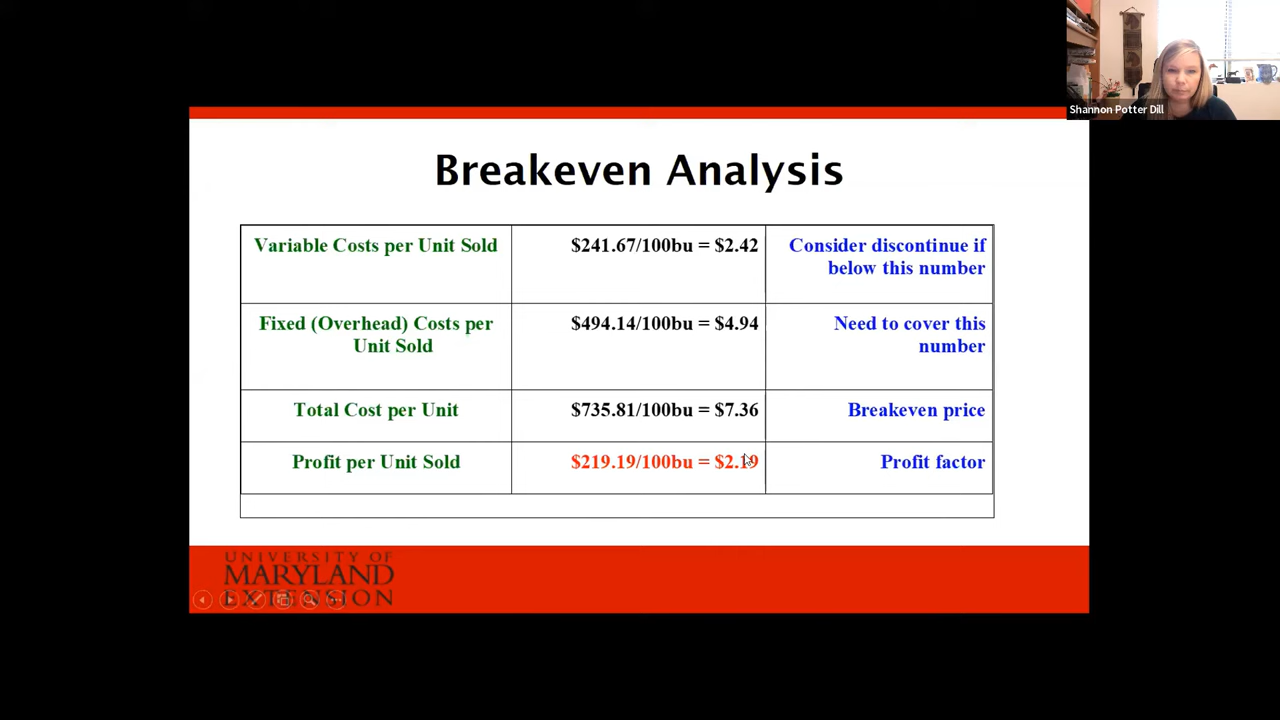 Shannon Potter Dill
Breakeven Analysis
Variable Costs per Unit Sold
$241.67/100bu = $2.42
Consider discontinue if
below this number
Fixed (Overhead) Costs per
Unit Sold
$494.14/100bu = $4.94
Need to cover this
number
Total Cost per Unit
$735.81/100bu = $7.36
Breakeven price
Profit per Unit Sold
$219.19/100bu = $2.19
Profit factor
UNIVERSITY OF
MARYLAND
EXTENSION